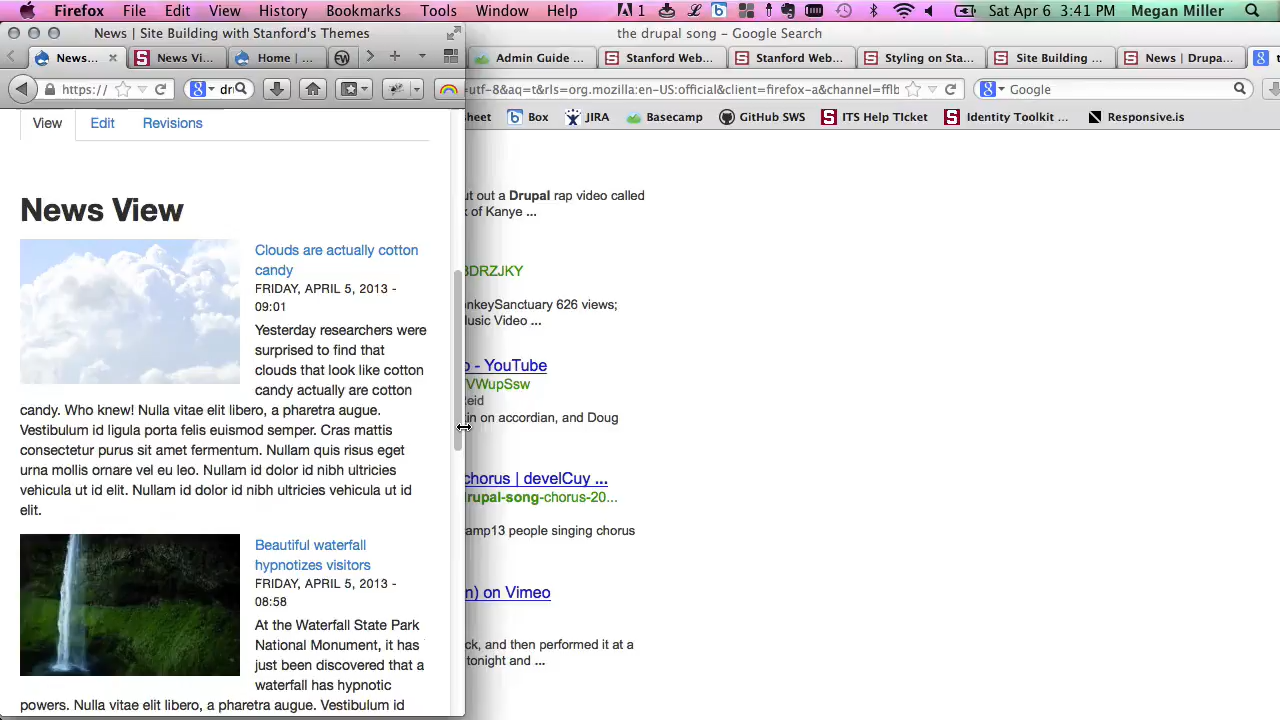 Firefox File Edit View History Bookmarks Tools Window Help 1 Sat Apr 6 3:41 PM Megan Miller
News | Site Building with Stanford's Themes
the drupal song – Google Search
News... News Vi... Home | ...
Admin Guide ... Stanford Web... Stanford Web... Styling on Sta... Site Building ... News | Drupa... t
https:// dr
utf-8&aq=t&rls=org.mozilla:en-US:official&client=firefox-a&channel=fflb
Google
sheet Box JIRA Basecamp GitHub SWS ITS Help TIcket Identity Toolkit ... Responsive.is
View Edit Revisions
News View
Clouds are actually cotton
candy
FRIDAY, APRIL 5, 2013 -
09:01
Yesterday researchers were
surprised to find that
clouds that look like cotton
candy actually are cotton
candy. Who knew! Nulla vitae elit libero, a pharetra augue.
Vestibulum id ligula porta felis euismod semper. Cras mattis
consectetur purus sit amet fermentum. Nullam quis risus eget
urna mollis ornare vel eu leo. Nullam id dolor id nibh ultricies
vehicula ut id elit. Nullam id dolor id nibh ultricies vehicula ut id
elit.
Beautiful waterfall
hypnotizes visitors
FRIDAY, APRIL 5, 2013 -
08:58
At the Waterfall State Park
National Monument, it has
just been discovered that a
waterfall has hypnotic
powers. Nulla vitae elit libero, a pharetra augue. Vestibulum id
ut out a Drupal rap video called
k of Kanye ...
BDRZJKY
nkeySanctuary 626 views;
Music Video ...
- YouTube
VWupSsw
Reid
in on accordian, and Doug
chorus | develCuy ...
drupal-song-chorus-20...
amp13 people singing chorus
n) on Vimeo
ck, and then performed it at a
tonight and ...